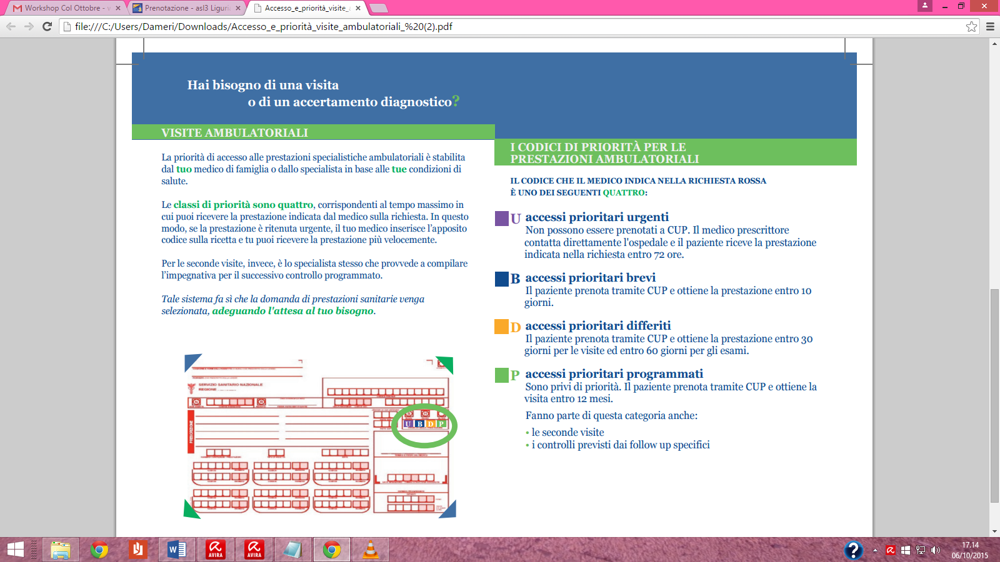 Workshop Col Ottobre - v
Prenotazione - asl3 Liguri
Accesso_e_priorità_visite_a
file:///C:/Users/Dameri/Downloads/Accesso_e_priorità_visite_ambulatoriali_%20(2).pdf
Hai bisogno di una visita
o di un accertamento diagnostico?
VISITE AMBULATORIALI
La priorità di accesso alle prestazioni specialistiche ambulatoriali è stabilita
dal tuo medico di famiglia o dallo specialista in base alle tue condizioni di
salute.
Le classi di priorità sono quattro, corrispondenti al tempo massimo in
cui puoi ricevere la prestazione indicata dal medico sulla richiesta. In questo
modo, se la prestazione è ritenuta urgente, il tuo medico inserisce l'apposito
codice sulla ricetta e tu puoi ricevere la prestazione più velocemente.
Per le seconde visite, invece, è lo specialista stesso che provvede a compilare
l'impegnativa per il successivo controllo programmato.
Tale sistema fa sì che la domanda di prestazioni sanitarie venga
selezionata, adeguando l'attesa al tuo bisogno.
SERVIZIO SANITARIO NAZIONALE
REGIONE
PRESCRIZIONE
U B D P
I CODICI DI PRIORITÀ PER LE
PRESTAZIONI AMBULATORIALI
IL CODICE CHE IL MEDICO INDICA NELLA RICHIESTA ROSSA
È UNO DEI SEGUENTI QUATTRO:
U accessi prioritari urgenti
Non possono essere prenotati a CUP. Il medico prescrittore
contatta direttamente l'ospedale e il paziente riceve la prestazione
indicata nella richiesta entro 72 ore.
B accessi prioritari brevi
Il paziente prenota tramite CUP e ottiene la prestazione entro 10
giorni.
D accessi prioritari differiti
Il paziente prenota tramite CUP e ottiene la prestazione entro 30
giorni per le visite ed entro 60 giorni per gli esami.
P accessi prioritari programmati
Sono privi di priorità. Il paziente prenota tramite CUP e ottiene la
visita entro 12 mesi.
Fanno parte di questa categoria anche:
• le seconde visite
• i controlli previsti dai follow up specifici
W
AVIRA
AVIRA
?
17.14
06/10/2015